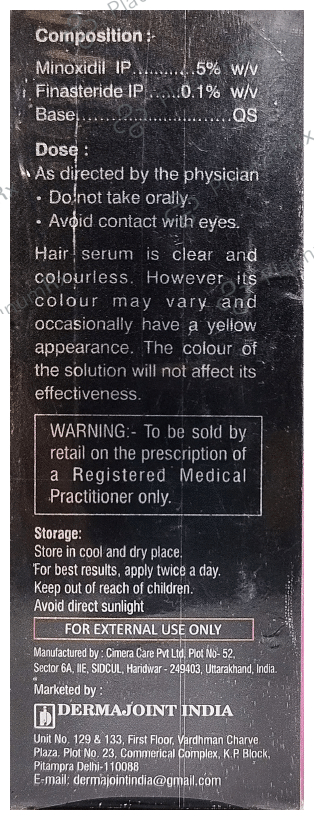 Composition :-
Minoxidil IP............5% w/v
Finasteride IP ......0.1% w/v
Base............................QS
Dose :
As directed by the physician
• Do not take orally.
• Avoid contact with eyes.
Hair serum is clear and
colourless. However its
colour may vary and
occasionally have a yellow
appearance. The colour of
the solution will not affect its
effectiveness.
WARNING:- To be sold by
retail on the prescription of
a Registered Medical
Practitioner only.
Storage:
Store in cool and dry place.
For best results, apply twice a day.
Keep out of reach of children.
Avoid direct sunlight
FOR EXTERNAL USE ONLY
Manufactured by : Cimera Care Pvt Ltd, Plot No- 52,
Sector 6A, IIE, SIDCUL, Haridwar - 249403, Uttarakhand, India.
Marketed by :
DERMAJOINT INDIA
Unit No. 129 & 133, First Floor, Vardhman Charve
Plaza. Plot No. 23, Commerical Complex, K.P. Block,
Pitampra Delhi-110088
E-mail: dermajointindia@gmail.com